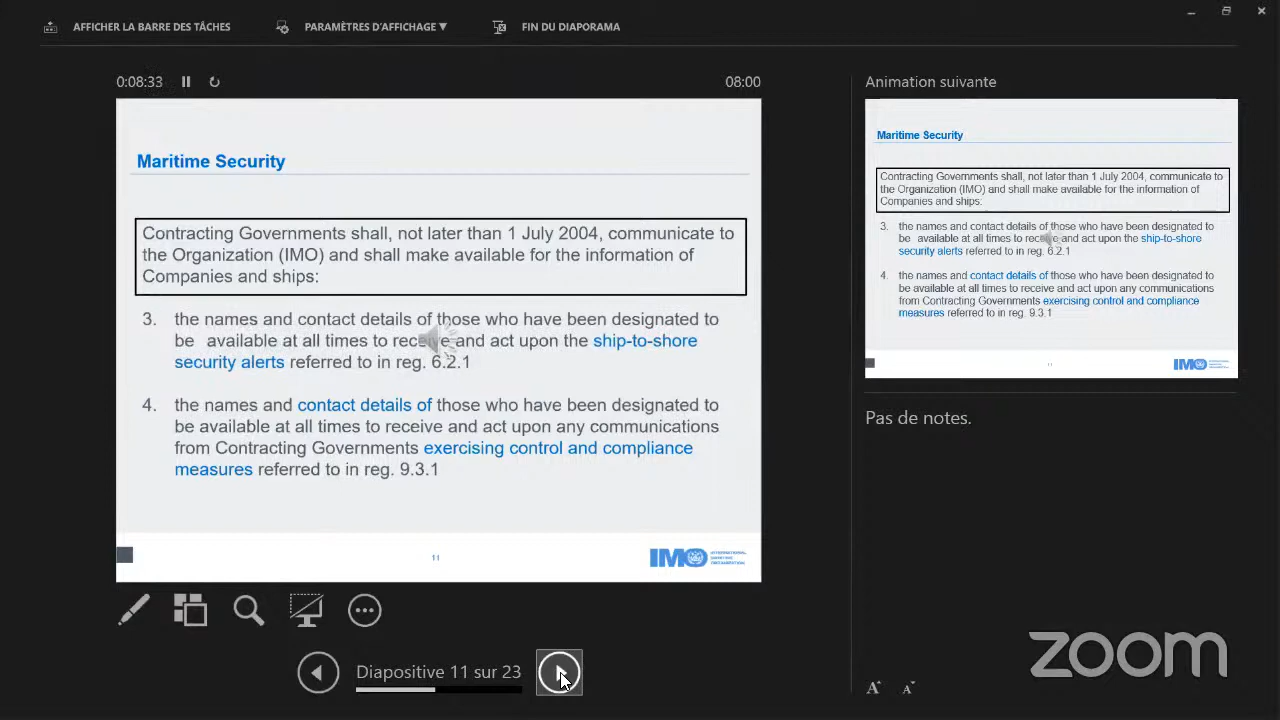 AFFICHER LA BARRE DES TÂCHES
PARAMÈTRES D'AFFICHAGE ▼
FIN DU DIAPORAMA
0:08:33
08:00
Maritime Security
Contracting Governments shall, not later than 1 July 2004, communicate to
the Organization (IMO) and shall make available for the information of
Companies and ships:
3. the names and contact details of those who have been designated to
be available at all times to receive and act upon the ship-to-shore
security alerts referred to in reg. 6.2.1
4. the names and contact details of those who have been designated to
be available at all times to receive and act upon any communications
from Contracting Governments exercising control and compliance
measures referred to in reg. 9.3.1
11
IMO
INTERNATIONAL
MARITIME
ORGANIZATION
Diapositive 11 sur 23
Animation suivante
Maritime Security
Contracting Governments shall, not later than 1 July 2004, communicate to
the Organization (IMO) and shall make available for the information of
Companies and ships:
3. the names and contact details of those who have been designated to
be available at all times to receive and act upon the ship-to-shore
security alerts referred to in reg. 6.2.1
4. the names and contact details of those who have been designated to
be available at all times to receive and act upon any communications
from Contracting Governments exercising control and compliance
measures referred to in reg. 9.3.1
11
IMO
Pas de notes.
A A
zoom